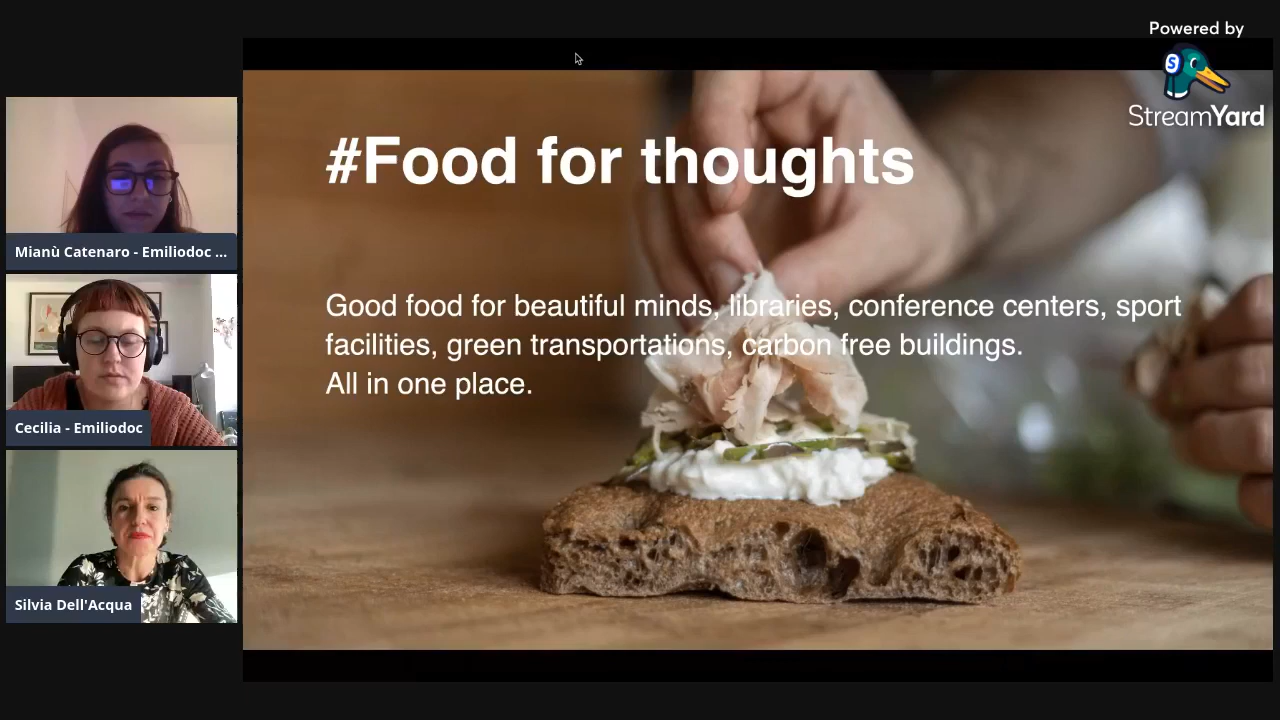 Powered by
StreamYard
#Food for thoughts
Good food for beautiful minds, libraries, conference centers, sport
facilities, green transportations, carbon free buildings.
All in one place.
Mianù Catenaro - Emiliodoc ...
Cecilia - Emiliodoc
Silvia Dell'Acqua